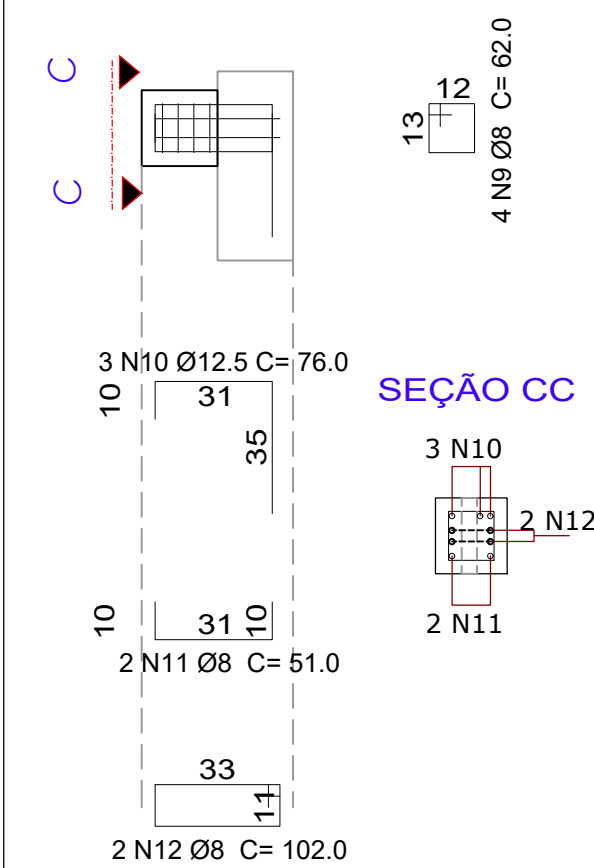 C
C
12
13
4 N9 Ø8 C= 62.0
3 N10 Ø12.5 C= 76.0
10
31
35
SEÇÃO CC
3 N10
2 N12
2 N11
10
31
10
2 N11 Ø8 C= 51.0
33
11
2 N12 Ø8 C= 102.0